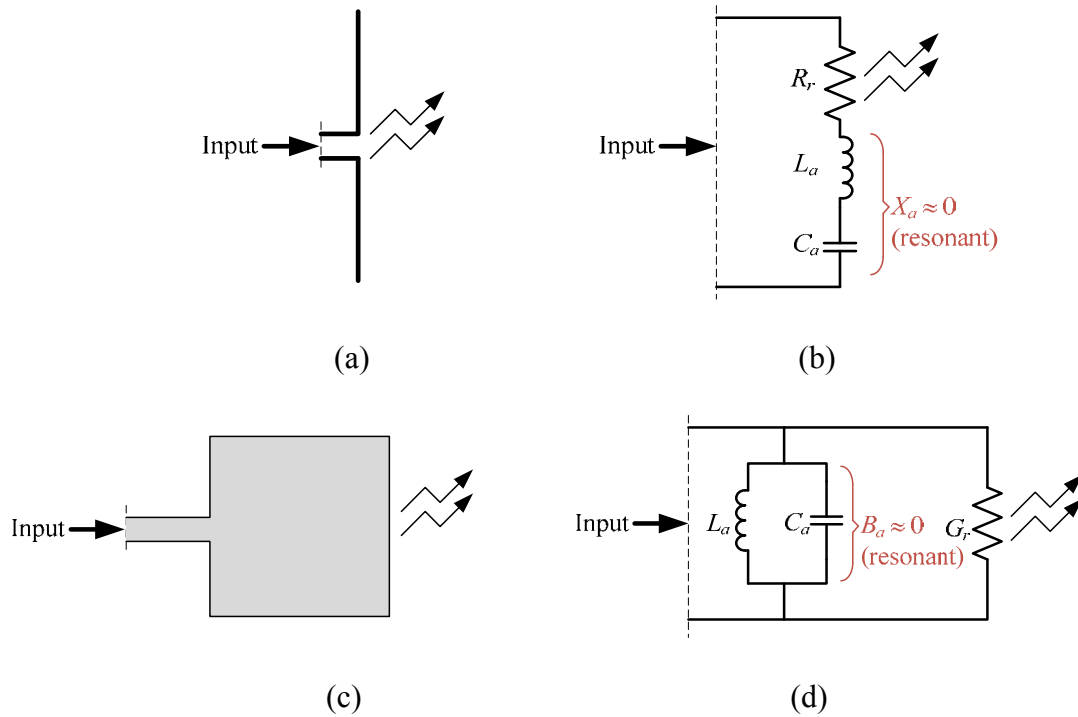 Input
(a)
Input
R_r
L_a
C_a
X_a ≈ 0
(resonant)
(b)
Input
(c)
Input
L_a
C_a
B_a ≈ 0
(resonant)
G_r
(d)